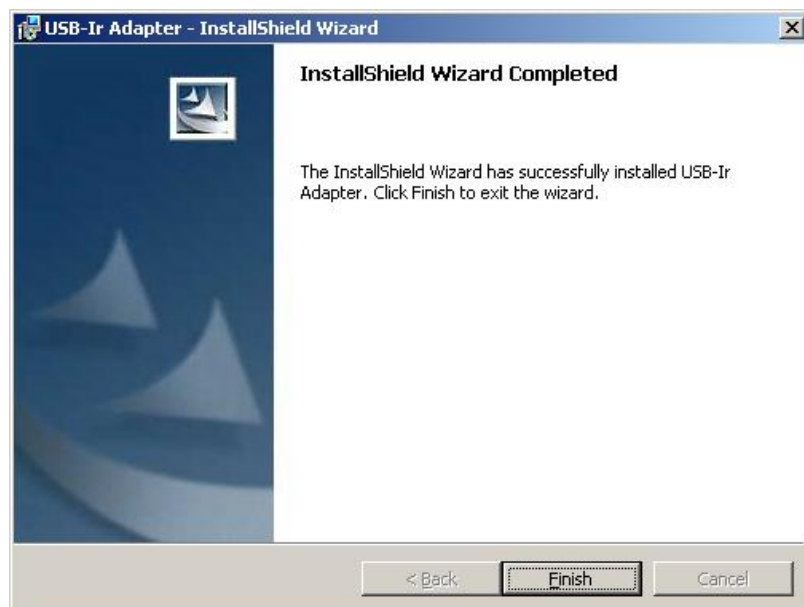 USB-Ir Adapter - InstallShield Wizard
InstallShield Wizard Completed
The InstallShield Wizard has successfully installed USB-Ir
Adapter. Click Finish to exit the wizard.
< Back
Finish
Cancel